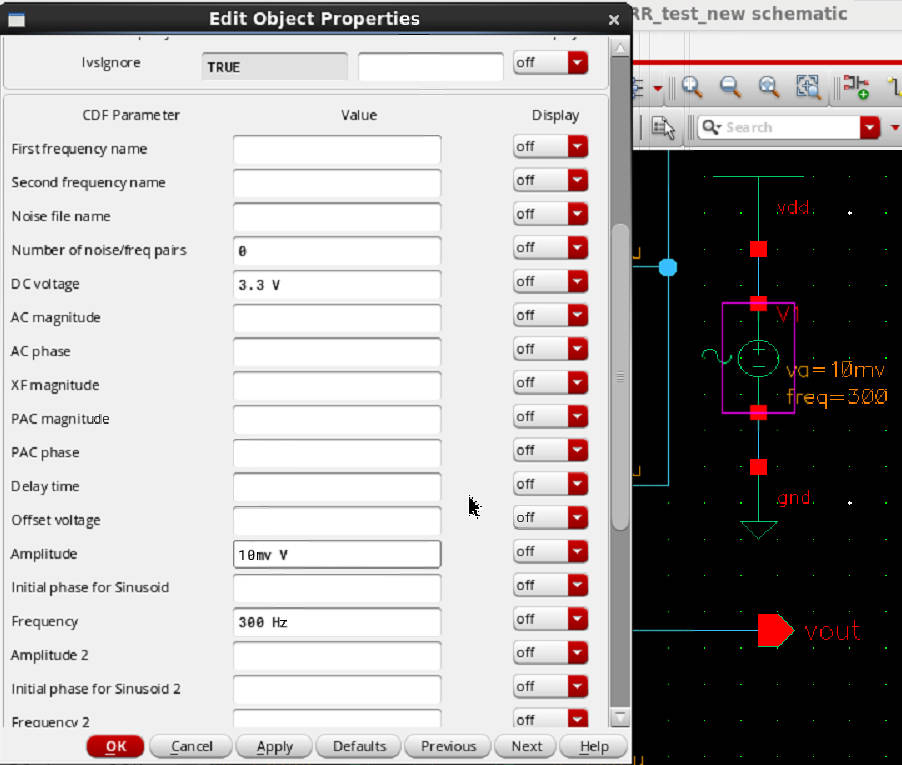 Edit Object Properties
RR_test_new schematic
lvsIgnore TRUE off
CDF Parameter Value Display
First frequency name off
Second frequency name off
Noise file name off
Number of noise/freq pairs 0 off
DC voltage 3.3 V off
AC magnitude off
AC phase off
XF magnitude off
PAC magnitude off
PAC phase off
Delay time off
Offset voltage off
Amplitude 10mv V off
Initial phase for Sinusoid off
Frequency 300 Hz off
Amplitude 2 off
Initial phase for Sinusoid 2 off
Frequency 2 off
OK Cancel Apply Defaults Previous Next Help
Search
vdd
V1
va=10mv
freq=300
gnd
vout